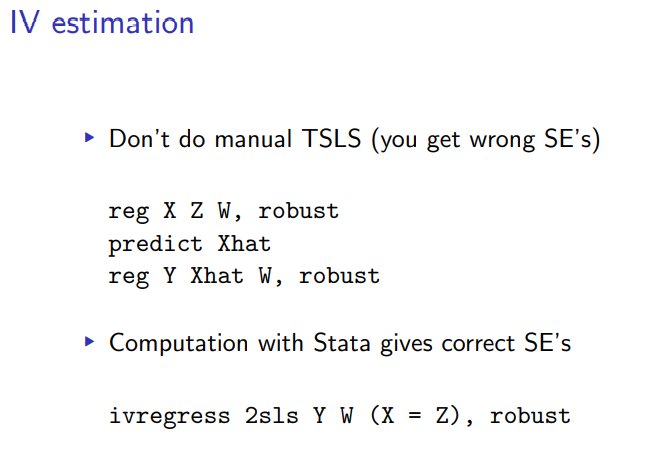 IV estimation
▶ Don't do manual TSLS (you get wrong SE's)
reg X Z W, robust
predict Xhat
reg Y Xhat W, robust
▶ Computation with Stata gives correct SE's
ivregress 2sls Y W (X = Z), robust